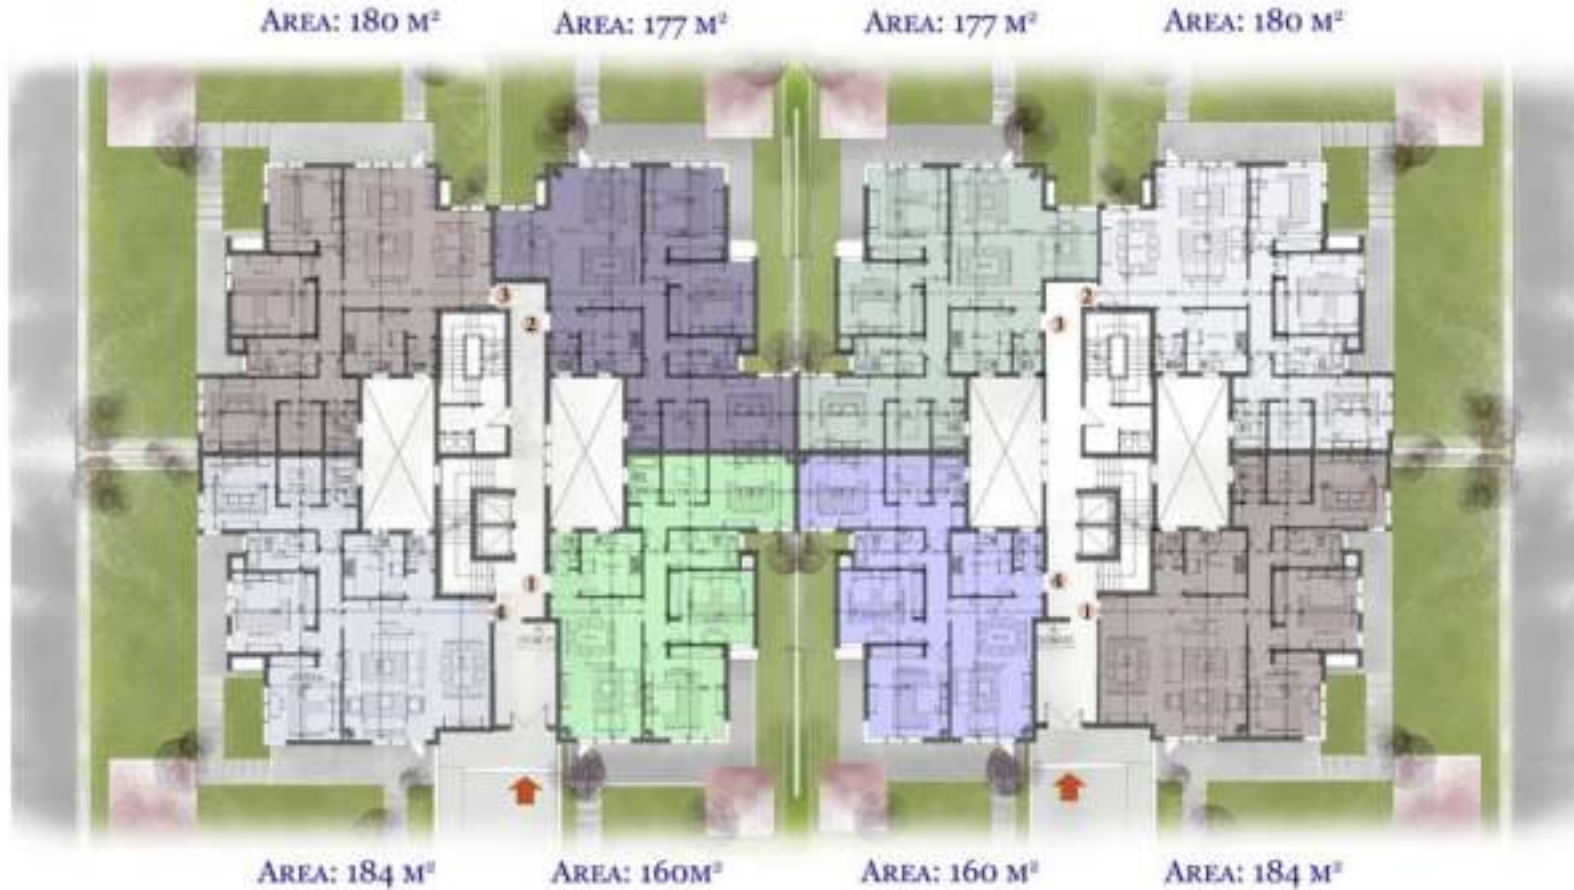 AREA: 180 M²
AREA: 177 M²
AREA: 177 M²
AREA: 180 M²
3
2
2
3
1
4
4
1
AREA: 184 M²
AREA: 160M²
AREA: 160 M²
AREA: 184 M²